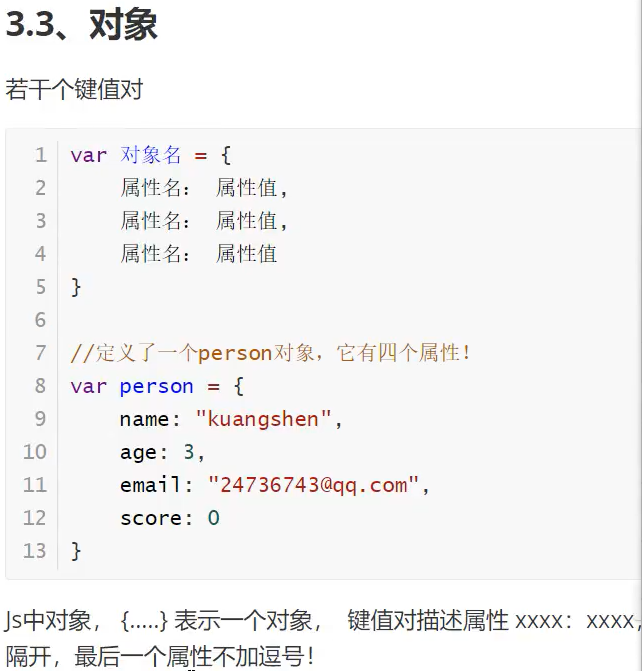 3.3、对象
若干个键值对
1 var 对象名 = {
2 属性名： 属性值,
3 属性名： 属性值,
4 属性名： 属性值
5 }
6
7 //定义了一个person对象，它有四个属性！
8 var person = {
9 name: "kuangshen",
10 age: 3,
11 email: "24736743@qq.com",
12 score: 0
13 }
Js中对象， {.....} 表示一个对象， 键值对描述属性 xxxx：xxxx，
隔开，最后一个属性不加逗号！